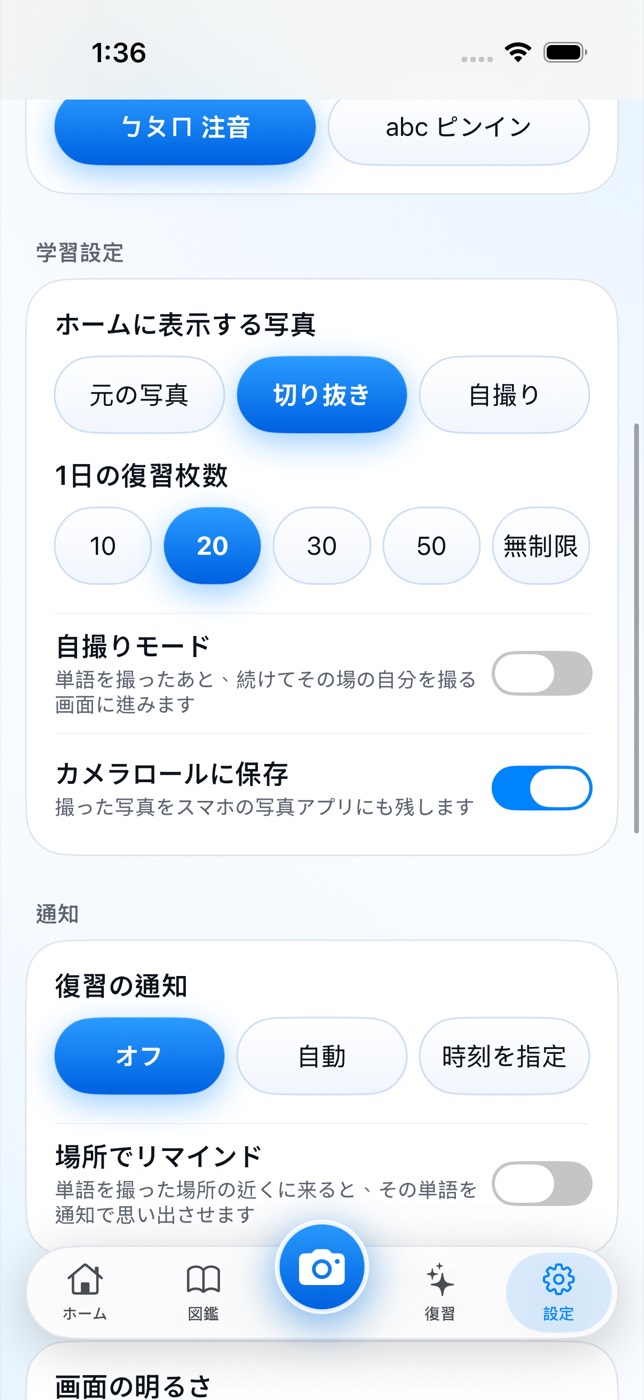 1:36
ㄅㄆㄇ 注音
abc ピンイン
学習設定
ホームに表示する写真
元の写真
切り抜き
自撮り
1日の復習枚数
10
20
30
50
無制限
自撮りモード
単語を撮ったあと、続けてその場の自分を撮る
画面に進みます
カメラロールに保存
撮った写真をスマホの写真アプリにも残します
通知
復習の通知
オフ
自動
時刻を指定
場所でリマインド
単語を撮った場所の近くに来ると、その単語を
通知で思い出させます
ホーム
図鑑
復習
設定
画面の明るさ